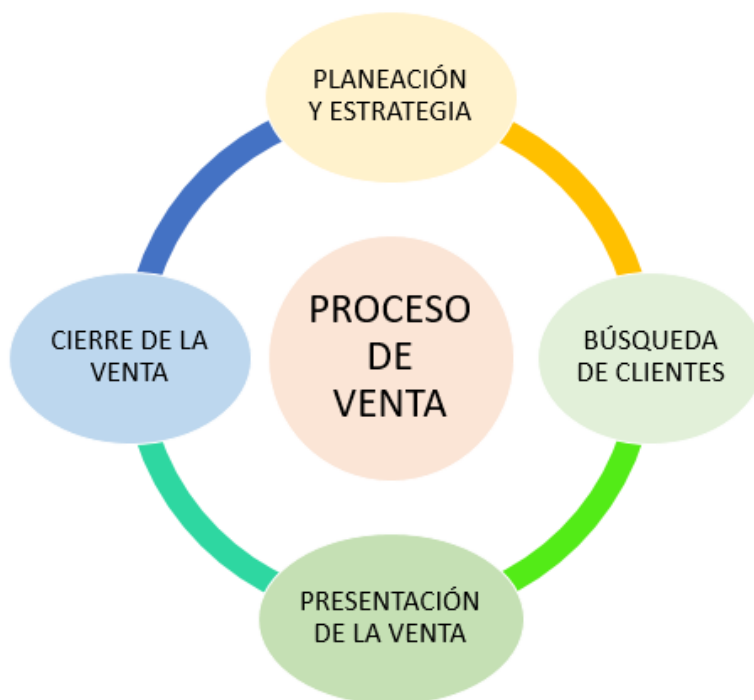 PLANEACIÓN
Y ESTRATEGIA
PROCESO
DE
VENTA
BÚSQUEDA
DE CLIENTES
CIERRE DE LA
VENTA
PRESENTACIÓN
DE LA VENTA